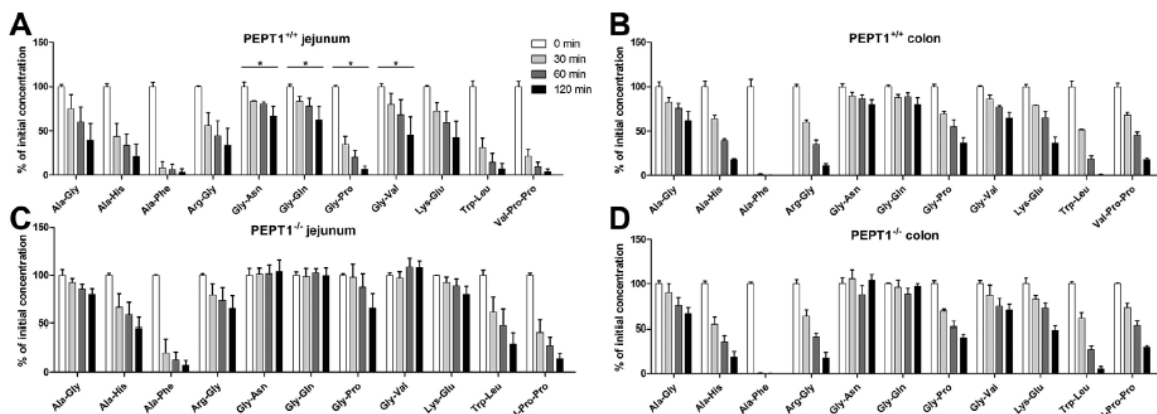 A
PEPT1+/+ jejunum
% of initial concentration
150
100
50
0
* * * *
0 min
30 min
60 min
120 min
Ala-Gly
Ala-His
Ala-Phe
Arg-Gly
Gly-Asn
Gly-Gln
Gly-Pro
Gly-Val
Lys-Glu
Trp-Leu
Val-Pro-Pro
B
PEPT1+/+ colon
% of initial concentration
150
100
50
0
Ala-Gly
Ala-His
Ala-Phe
Arg-Gly
Gly-Asn
Gly-Gln
Gly-Pro
Gly-Val
Lys-Glu
Trp-Leu
Val-Pro-Pro
C
PEPT1-/- jejunum
% of initial concentration
150
100
50
0
Ala-Gly
Ala-His
Ala-Phe
Arg-Gly
Gly-Asn
Gly-Gln
Gly-Pro
Gly-Val
Lys-Glu
Trp-Leu
al-Pro-Pro
D
PEPT1-/- colon
% of initial concentration
150
100
50
0
Ala-Gly
Ala-His
Ala-Phe
Arg-Gly
Gly-Asn
Gly-Gln
Gly-Pro
Gly-Val
Lys-Glu
Trp-Leu
Val-Pro-Pro